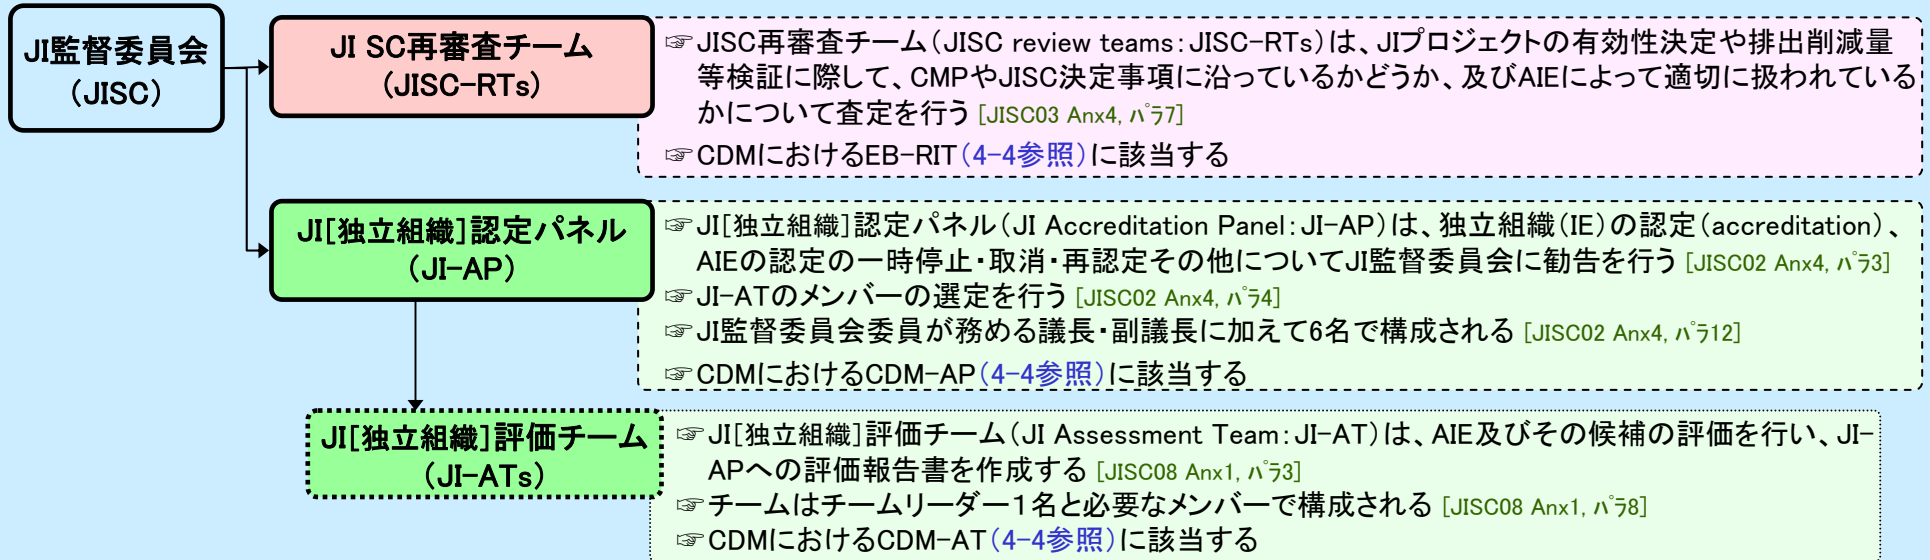 JI監督委員会
(JISC)
JI SC再審査チーム
(JISC-RTs)
☞JISC再審査チーム(JISC review teams:JISC-RTs)は、JIプロジェクトの有効性決定や排出削減量
等検証に際して、CMPやJISC決定事項に沿っているかどうか、及びAIEによって適切に扱われている
かについて査定を行う [JISC03 Anx4, パラ7]
☞CDMにおけるEB-RIT(4-4参照)に該当する
JI[独立組織]認定パネル
(JI-AP)
☞JI[独立組織]認定パネル(JI Accreditation Panel:JI-AP)は、独立組織(IE)の認定(accreditation)、
AIEの認定の一時停止・取消・再認定その他についてJI監督委員会に勧告を行う [JISC02 Anx4, パラ3]
☞JI-ATのメンバーの選定を行う [JISC02 Anx4, パラ4]
☞JI監督委員会委員が務める議長・副議長に加えて6名で構成される [JISC02 Anx4, パラ12]
☞CDMにおけるCDM-AP(4-4参照)に該当する
JI[独立組織]評価チーム
(JI-ATs)
☞JI[独立組織]評価チーム(JI Assessment Team:JI-AT)は、AIE及びその候補の評価を行い、JI-
APへの評価報告書を作成する [JISC08 Anx1, パラ3]
☞チームはチームリーダー1名と必要なメンバーで構成される [JISC08 Anx1, パラ8]
☞CDMにおけるCDM-AT(4-4参照)に該当する